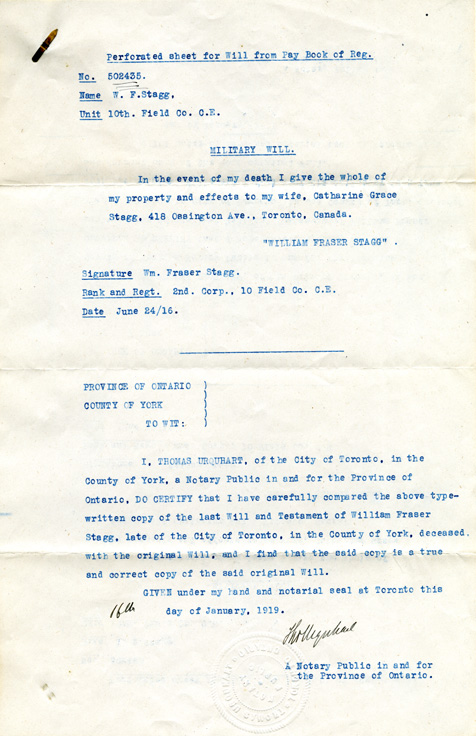 Perforated sheet for Will from Pay Book of Reg.
No. 502435.
Name W. F.Stagg,
Unit 10th. Field Co. C.E.
MILITARY WILL.
In the event of my death I give the whole of
my property and effects to my wife, Catharine Grace
Stagg, 418 Ossington Ave., Toronto, Canada.
"WILLIAM FRASER STAGG" .
Signature Wm. Fraser Stagg.
Rank and Regt. 2nd. Corp., 10 Field Co. C.E.
Date June 24/16.
PROVINCE OF ONTARIO )
COUNTY OF YORK )
TO WIT: )
I, THOMAS URQUHART, of the City of Toronto, in the
County of York, a Notary Public in and for the Province of
Ontario, DO CERTIFY that I have carefully compared the above type-
written copy of the last Will and Testament of William Fraser
Stagg, late of the City of Toronto, in the County of York, deceased,
with the original Will, and I find that the said copy is a true
and correct copy of the said original Will.
GIVEN under my hand and notarial seal at Toronto this
16th day of January, 1919.
Tho Urquhart
A Notary Public in and for
the Province of Ontario.